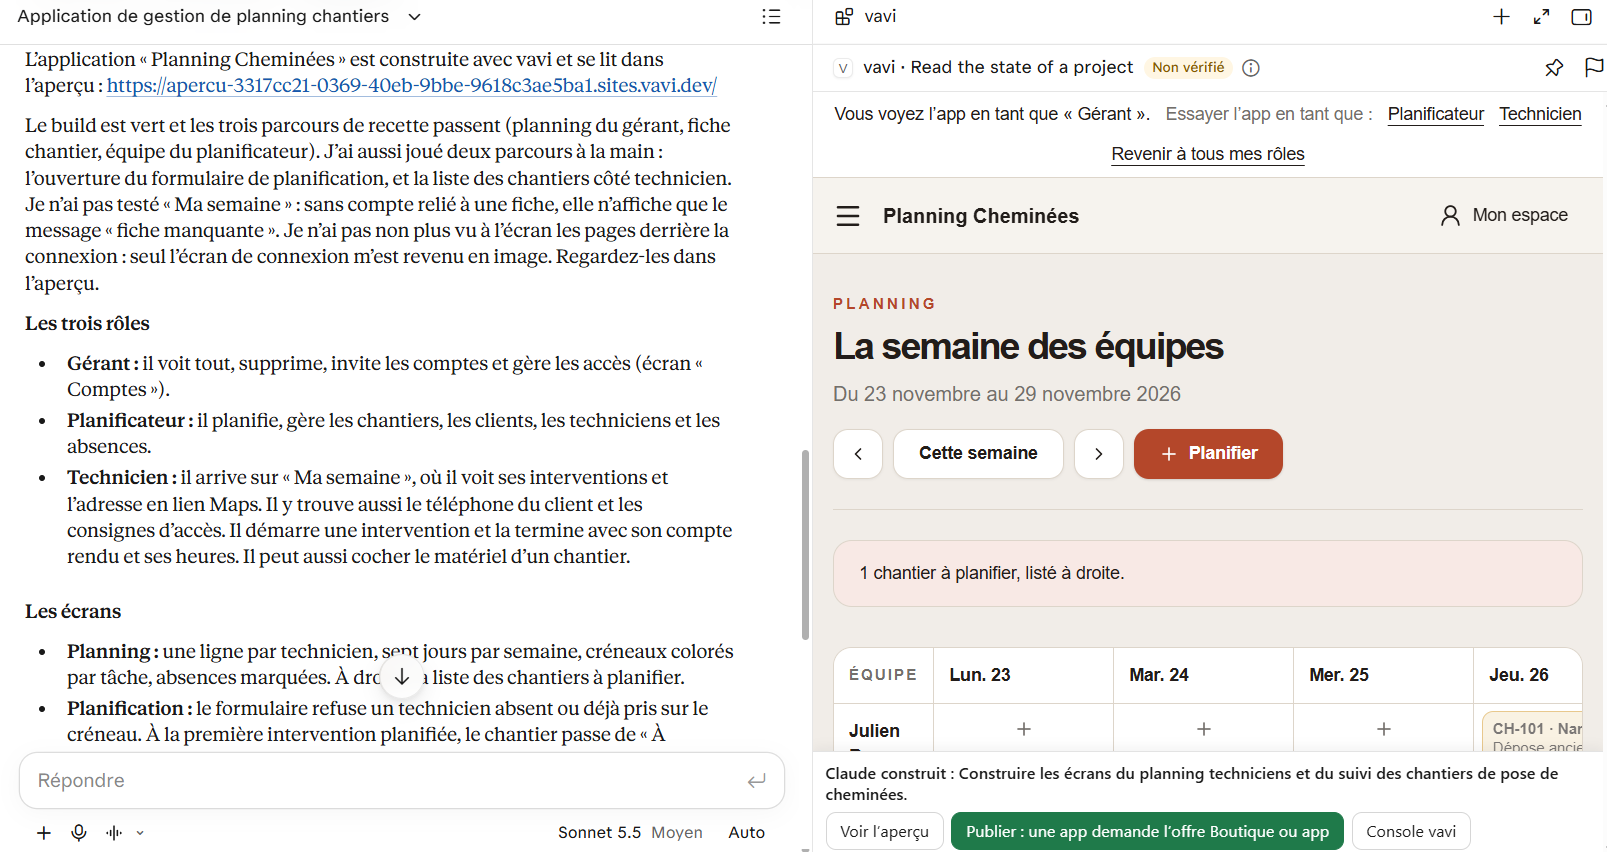 Application de gestion de planning chantiers
L’application « Planning Cheminées » est construite avec vavi et se lit dans
l’aperçu : https://apercu-3317cc21-0369-40eb-9bbe-9618c3ae5ba1.sites.vavi.dev/
Le build est vert et les trois parcours de recette passent (planning du gérant, fiche
chantier, équipe du planificateur). J’ai aussi joué deux parcours à la main :
l’ouverture du formulaire de planification, et la liste des chantiers côté technicien.
Je n’ai pas testé « Ma semaine » : sans compte relié à une fiche, elle n’affiche que le
message « fiche manquante ». Je n’ai pas non plus vu à l’écran les pages derrière la
connexion : seul l’écran de connexion m’est revenu en image. Regardez-les dans
l’aperçu.
Les trois rôles
• Gérant : il voit tout, supprime, invite les comptes et gère les accès (écran «
Comptes »).
• Planificateur : il planifie, gère les chantiers, les clients, les techniciens et les
absences.
• Technicien : il arrive sur « Ma semaine », où il voit ses interventions et
l’adresse en lien Maps. Il y trouve aussi le téléphone du client et les
consignes d’accès. Il démarre une intervention et la termine avec son compte
rendu et ses heures. Il peut aussi cocher le matériel d’un chantier.
Les écrans
• Planning : une ligne par technicien, sept jours par semaine, créneaux colorés
par tâche, absences marquées. À la liste des chantiers à planifier.
• Planification : le formulaire refuse un technicien absent ou déjà pris sur le
créneau. À la première intervention planifiée, le chantier passe de « À
Répondre
Sonnet 5.5 Moyen Auto
vavi
V vavi · Read the state of a project Non vérifié
Vous voyez l’app en tant que « Gérant ». Essayer l’app en tant que : Planificateur Technicien
Revenir à tous mes rôles
Planning Cheminées
Mon espace
PLANNING
La semaine des équipes
Du 23 novembre au 29 novembre 2026
Cette semaine
+ Planifier
1 chantier à planifier, listé à droite.
ÉQUIPE Lun. 23 Mar. 24 Mer. 25 Jeu. 26
Julien + + +
CH-101 · Nar
Dépose ancie
Claude construit : Construire les écrans du planning techniciens et du suivi des chantiers de pose de
cheminées.
Voir l’aperçu
Publier : une app demande l’offre Boutique ou app
Console vavi